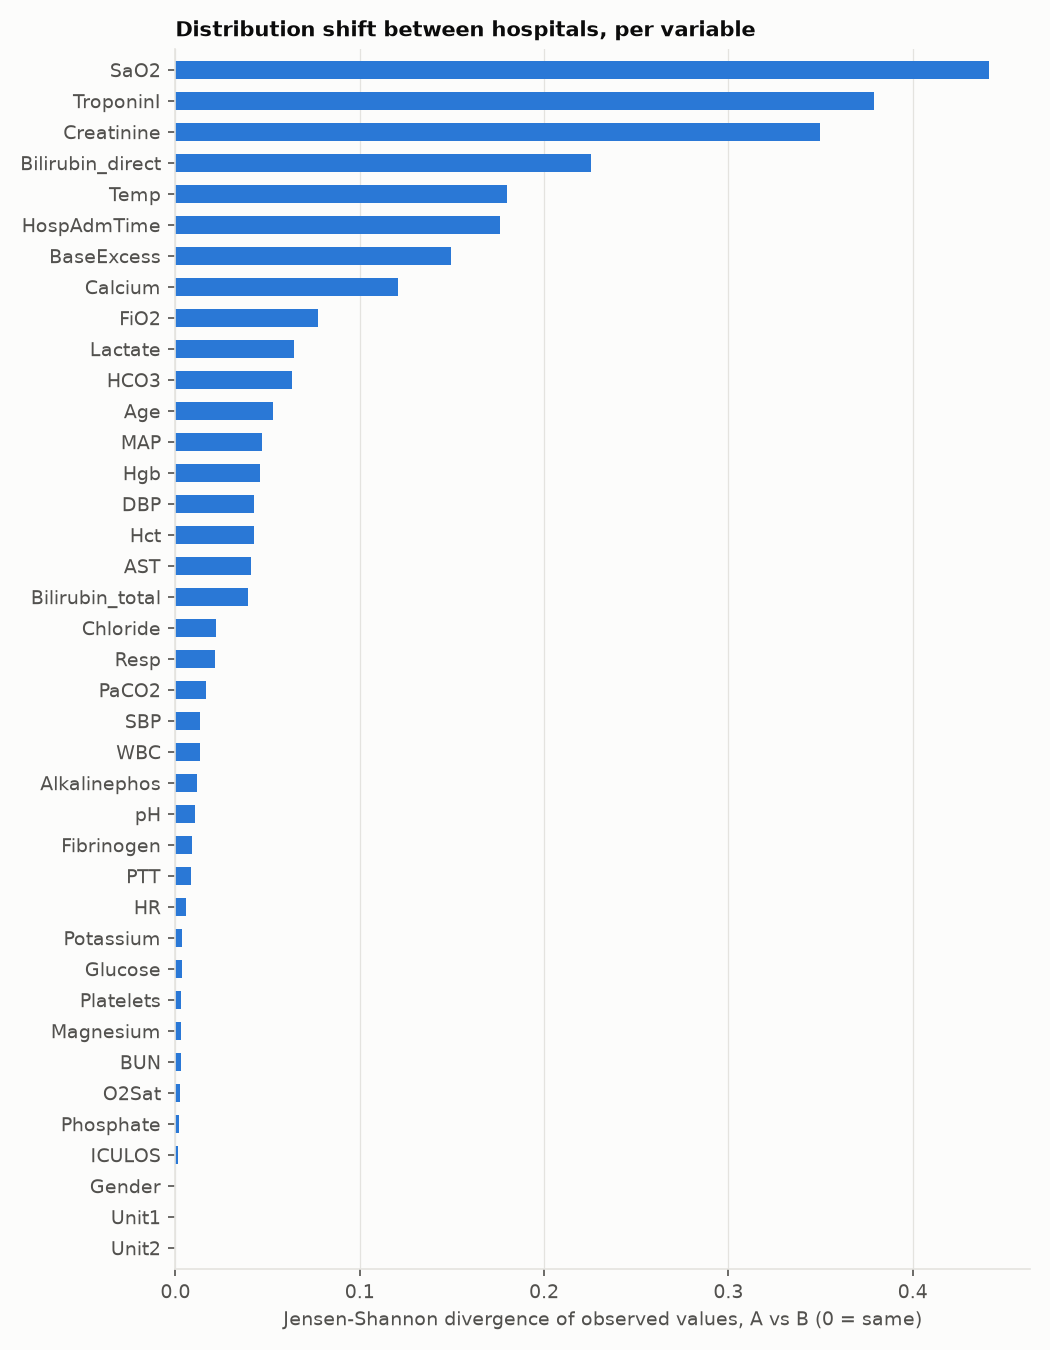 Distribution shift between hospitals, per variable
SaO2
TroponinI
Creatinine
Bilirubin_direct
Temp
HospAdmTime
BaseExcess
Calcium
FiO2
Lactate
HCO3
Age
MAP
Hgb
DBP
Hct
AST
Bilirubin_total
Chloride
Resp
PaCO2
SBP
WBC
Alkalinephos
pH
Fibrinogen
PTT
HR
Potassium
Glucose
Platelets
Magnesium
BUN
O2Sat
Phosphate
ICULOS
Gender
Unit1
Unit2
0.0 0.1 0.2 0.3 0.4
Jensen-Shannon divergence of observed values, A vs B (0 = same)